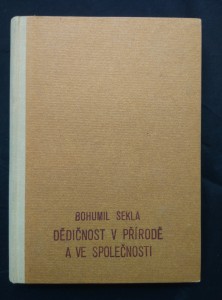 BOHUMIL SEKLA
DĚDIČNOST V PŘÍRODĚ
A VE SPOLEČNOSTI